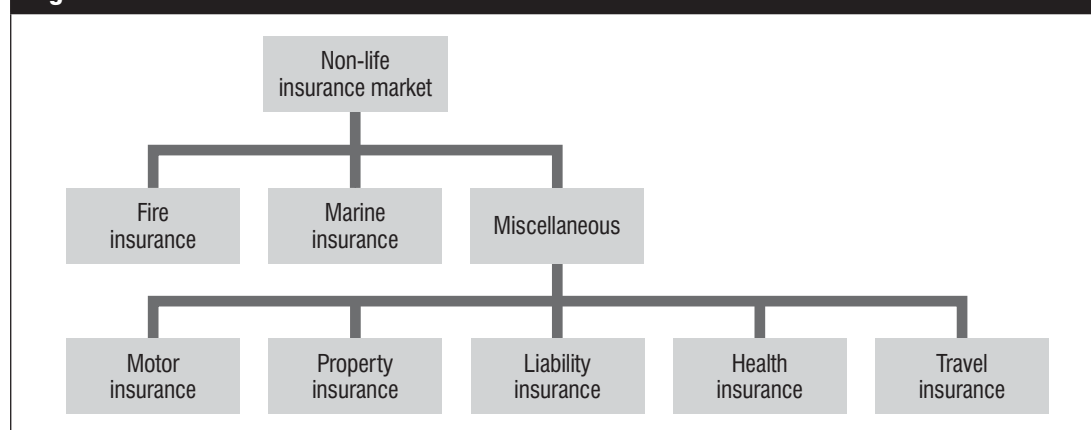 Non-life
insurance market
Fire
insurance
Marine
insurance
Miscellaneous
Motor
insurance
Property
insurance
Liability
insurance
Health
insurance
Travel
insurance